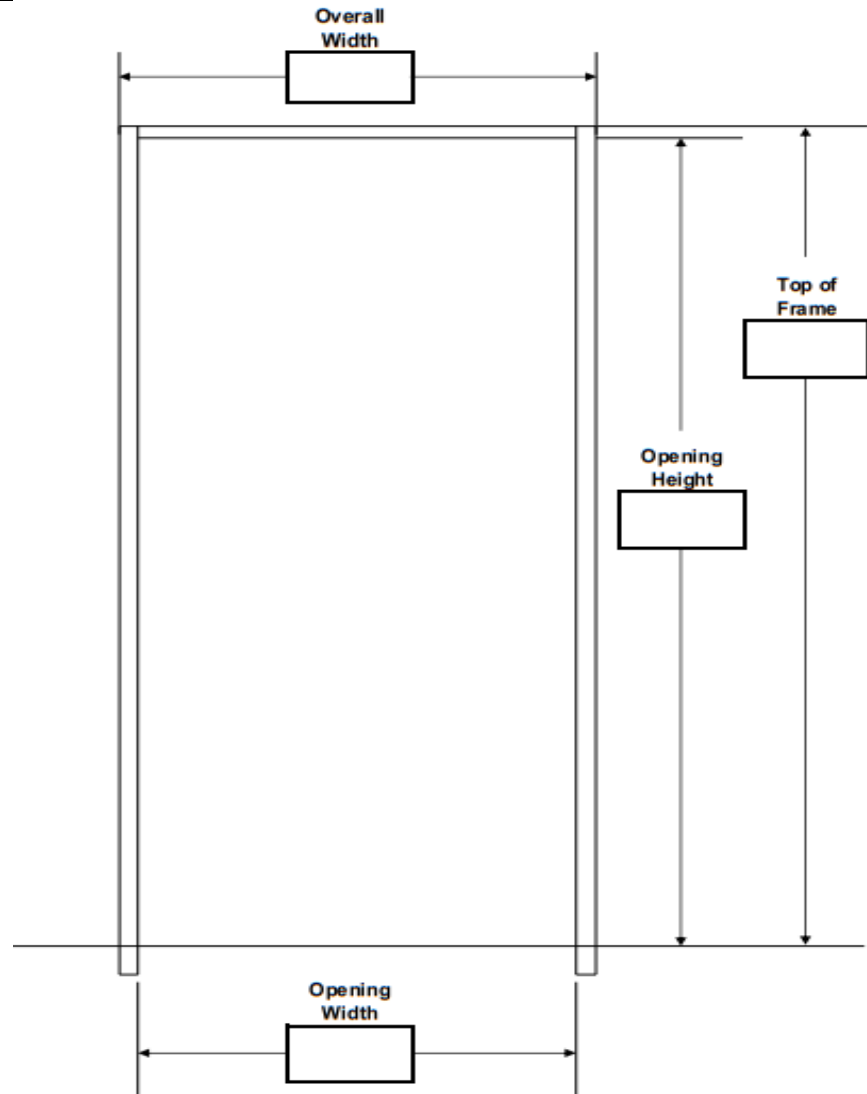 Overall
Width
Top of
Frame
Opening
Height
Opening
Width